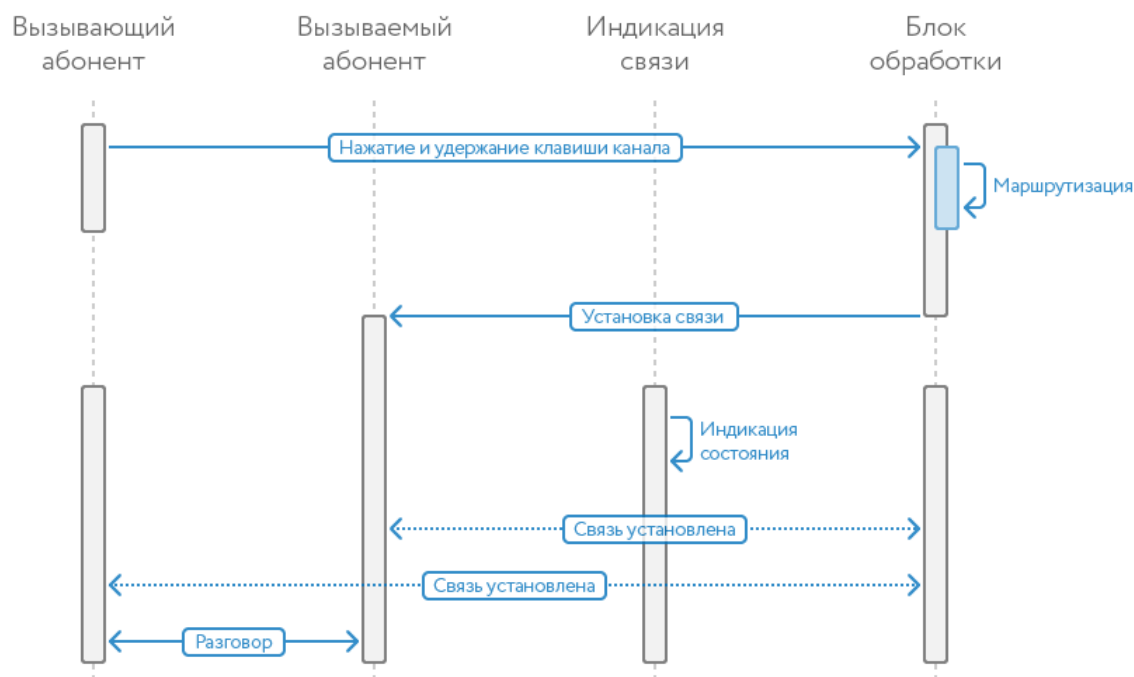 Вызывающий
абонент
Вызываемый
абонент
Индикация
связи
Блок
обработки
Нажатие и удержание клавиши канала
Маршрутизация
Установка связи
Индикация
состояния
Связь установлена
Связь установлена
Разговор